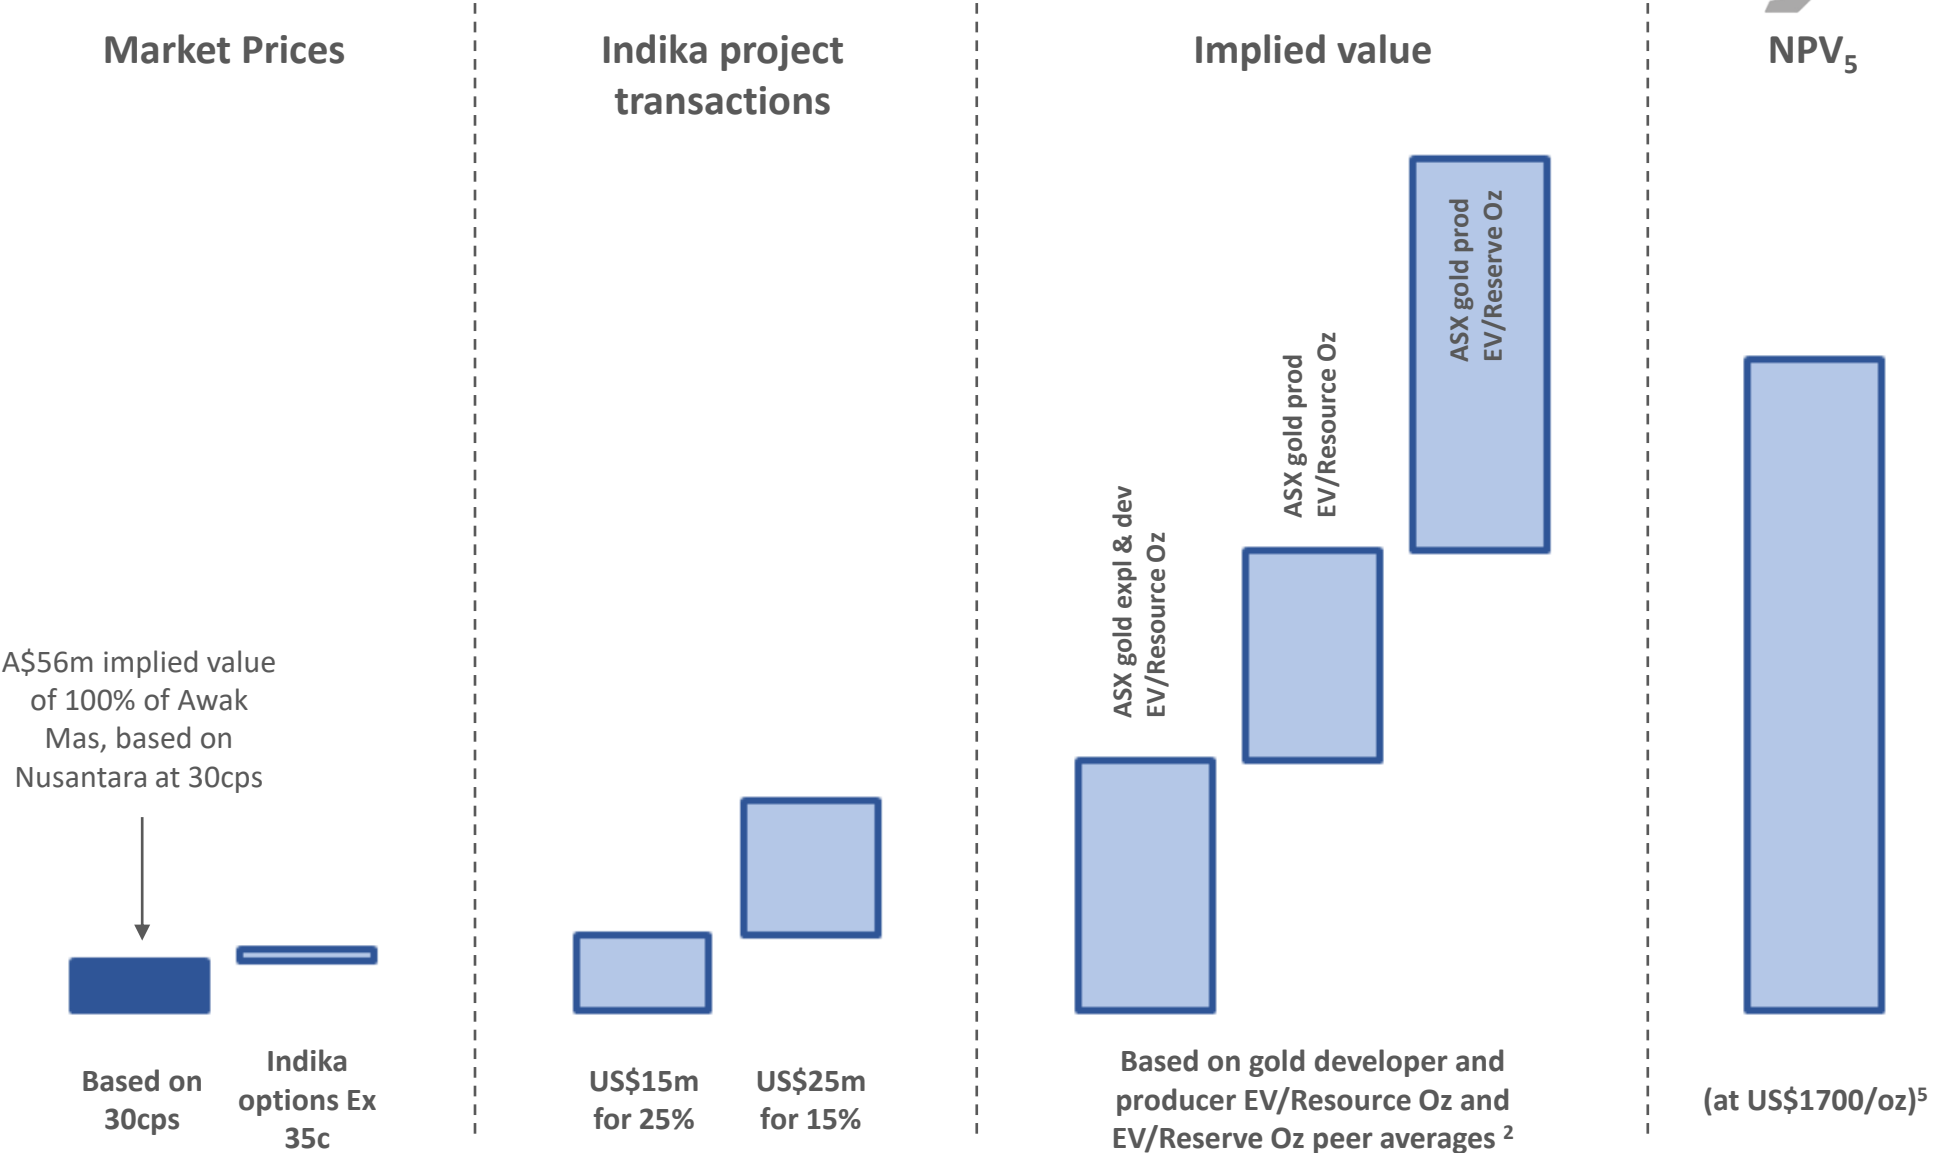 Market Prices
Indika project
transactions
Implied value
NPV5
A$56m implied value
of 100% of Awak
Mas, based on
Nusantara at 30cps
ASX gold expl & dev
EV/Resource Oz
ASX gold prod
EV/Resource Oz
ASX gold prod
EV/Reserve Oz
Based on
30cps
Indika
options Ex
35c
US$15m
for 25%
US$25m
for 15%
Based on gold developer and
producer EV/Resource Oz and
EV/Reserve Oz peer averages 2
(at US$1700/oz)5